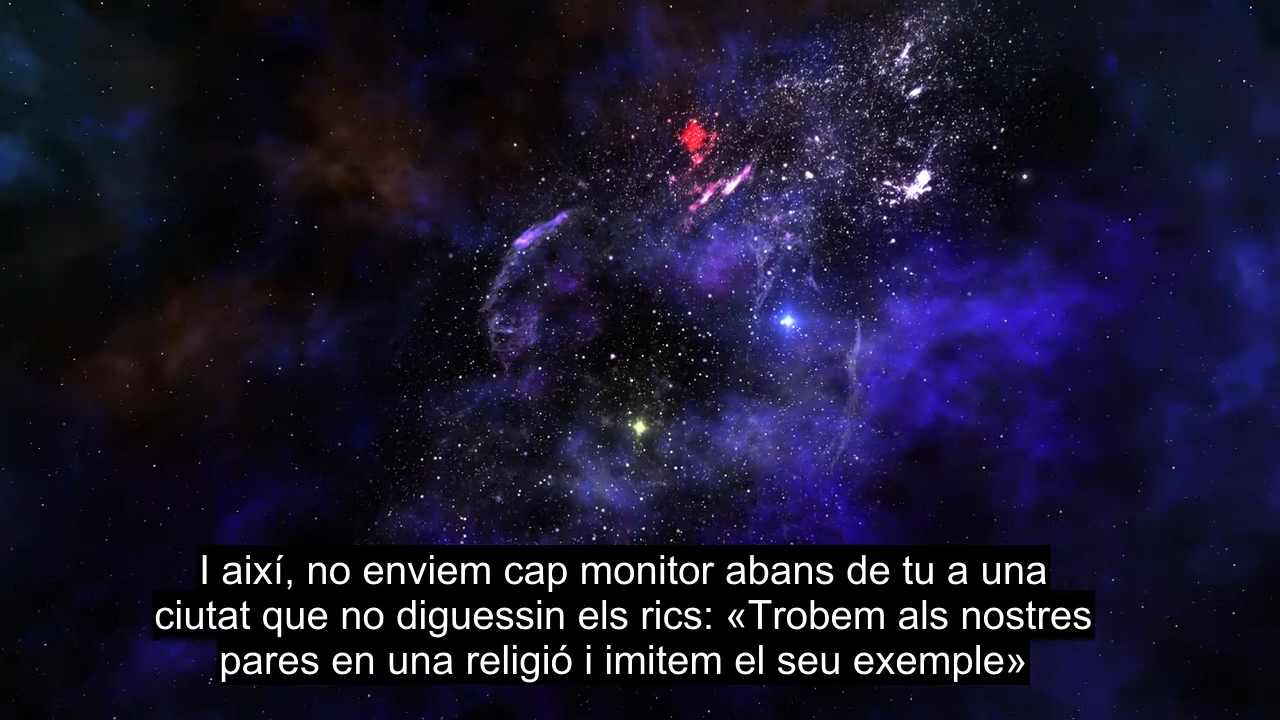 I així, no enviem cap monitor abans de tu a una
ciutat que no diguessin els rics: «Trobem als nostres
pares en una religió i imitem el seu exemple»